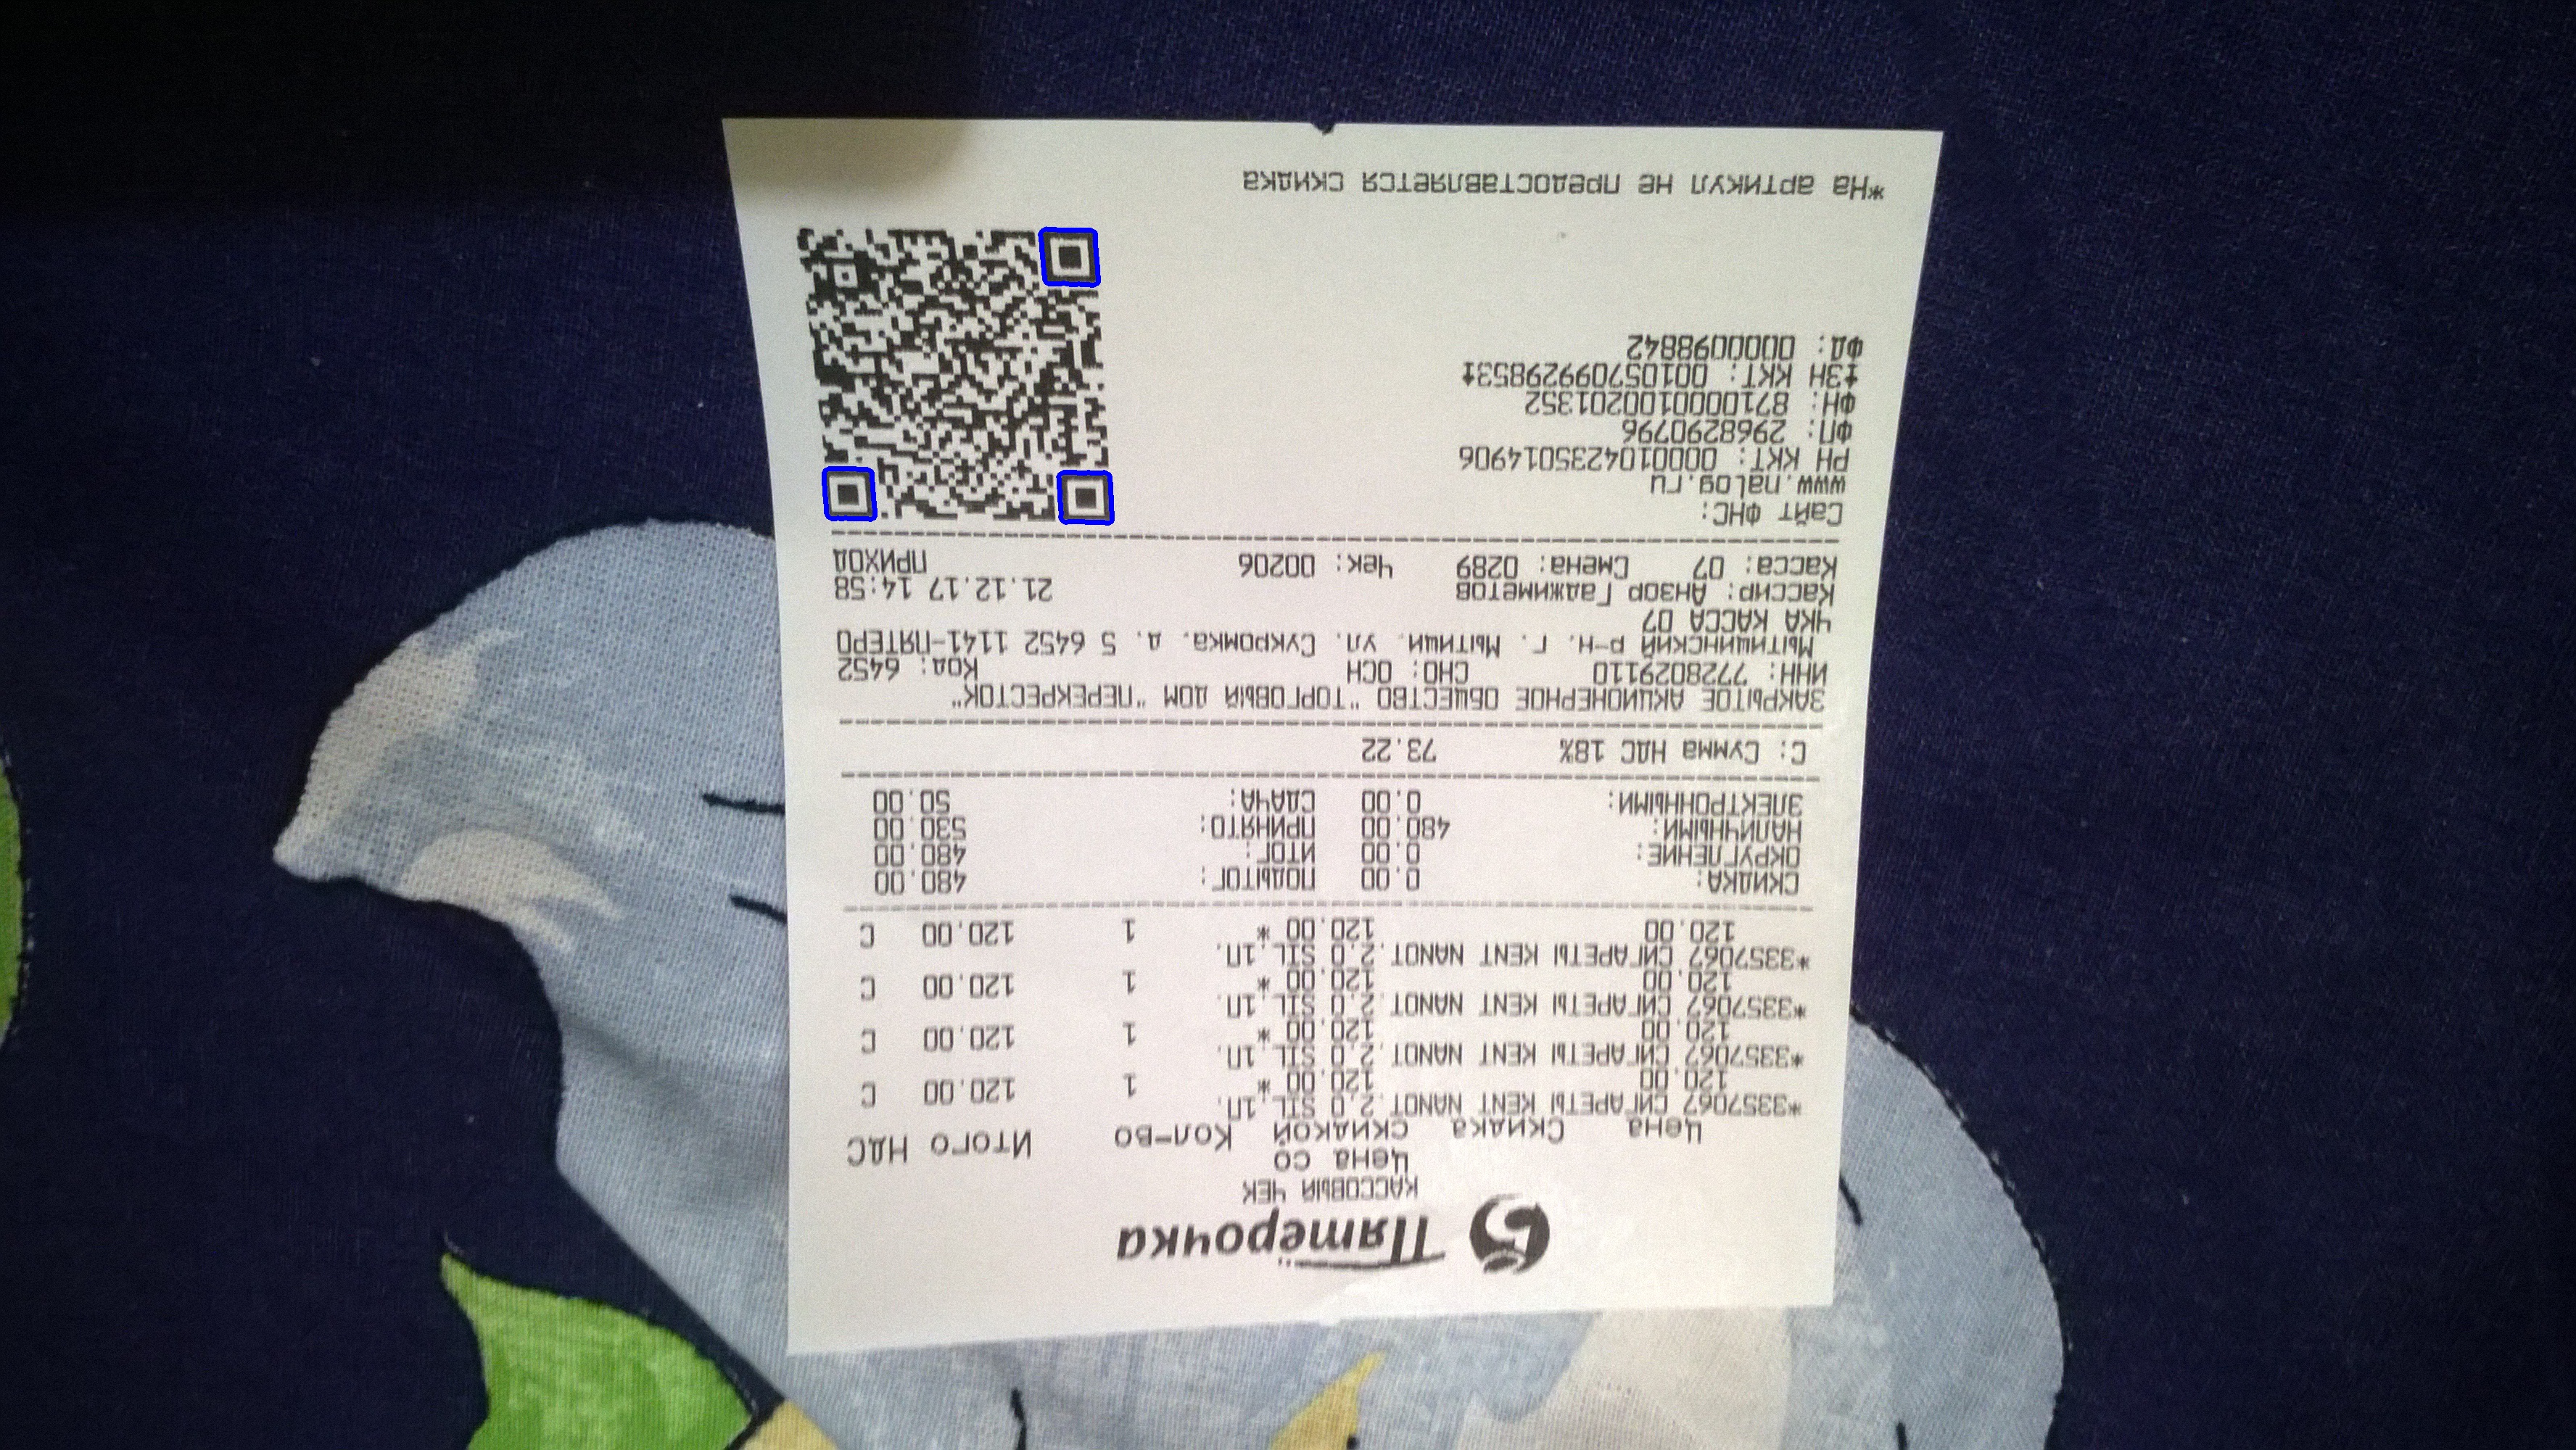 Пятёрочка
КАССОВЫЙ ЧЕК
Цена Скидка Цена со скидкой Кол-во Итого НДС
*3357067 СИГАРЕТЫ KENT NANOT.2.0 SIL.1П.
120.00 120.00 * 1 120.00 С
*3357067 СИГАРЕТЫ KENT NANOT.2.0 SIL.1П.
120.00 120.00 * 1 120.00 С
*3357067 СИГАРЕТЫ KENT NANOT.2.0 SIL.1П.
120.00 120.00 * 1 120.00 С
*3357067 СИГАРЕТЫ KENT NANOT.2.0 SIL.1П.
120.00 120.00 * 1 120.00 С
СКИДКА: 0.00 ПОДЫТОГ: 480.00
ОКРУГЛЕНИЕ: 0.00 ИТОГ: 480.00
НАЛИЧНЫМИ: 480.00 ПРИНЯТО: 530.00
ЭЛЕКТРОННЫМИ: 0.00 СДАЧА: 50.00
С: Сумма НДС 18% 73.22
ЗАКРЫТОЕ АКЦИОНЕРНОЕ ОБЩЕСТВО "ТОРГОВЫЙ ДОМ "ПЕРЕКРЕСТОК"
ИНН: 7728029110 СНО: ОСН Код: 6452
Мытищинский р-н. г. Мытищи. ул. Сукромка. д. 5 6452 1141-ПЯТЕРО
ЧКА КАССА 07
Кассир: Анзор Гаджиметов 21.12.17 14:58
Касса: 07 Смена: 0289 Чек: 00206 ПРИХОД
Сайт ФНС:
www.nalog.ru
РН ККТ: 0000104235014906
ФП: 2968290796
ФН: 8710000100201352
‡ЗН ККТ: 00105709929853‡
ФД: 0000098842
*На артикул не предоставляется скидка